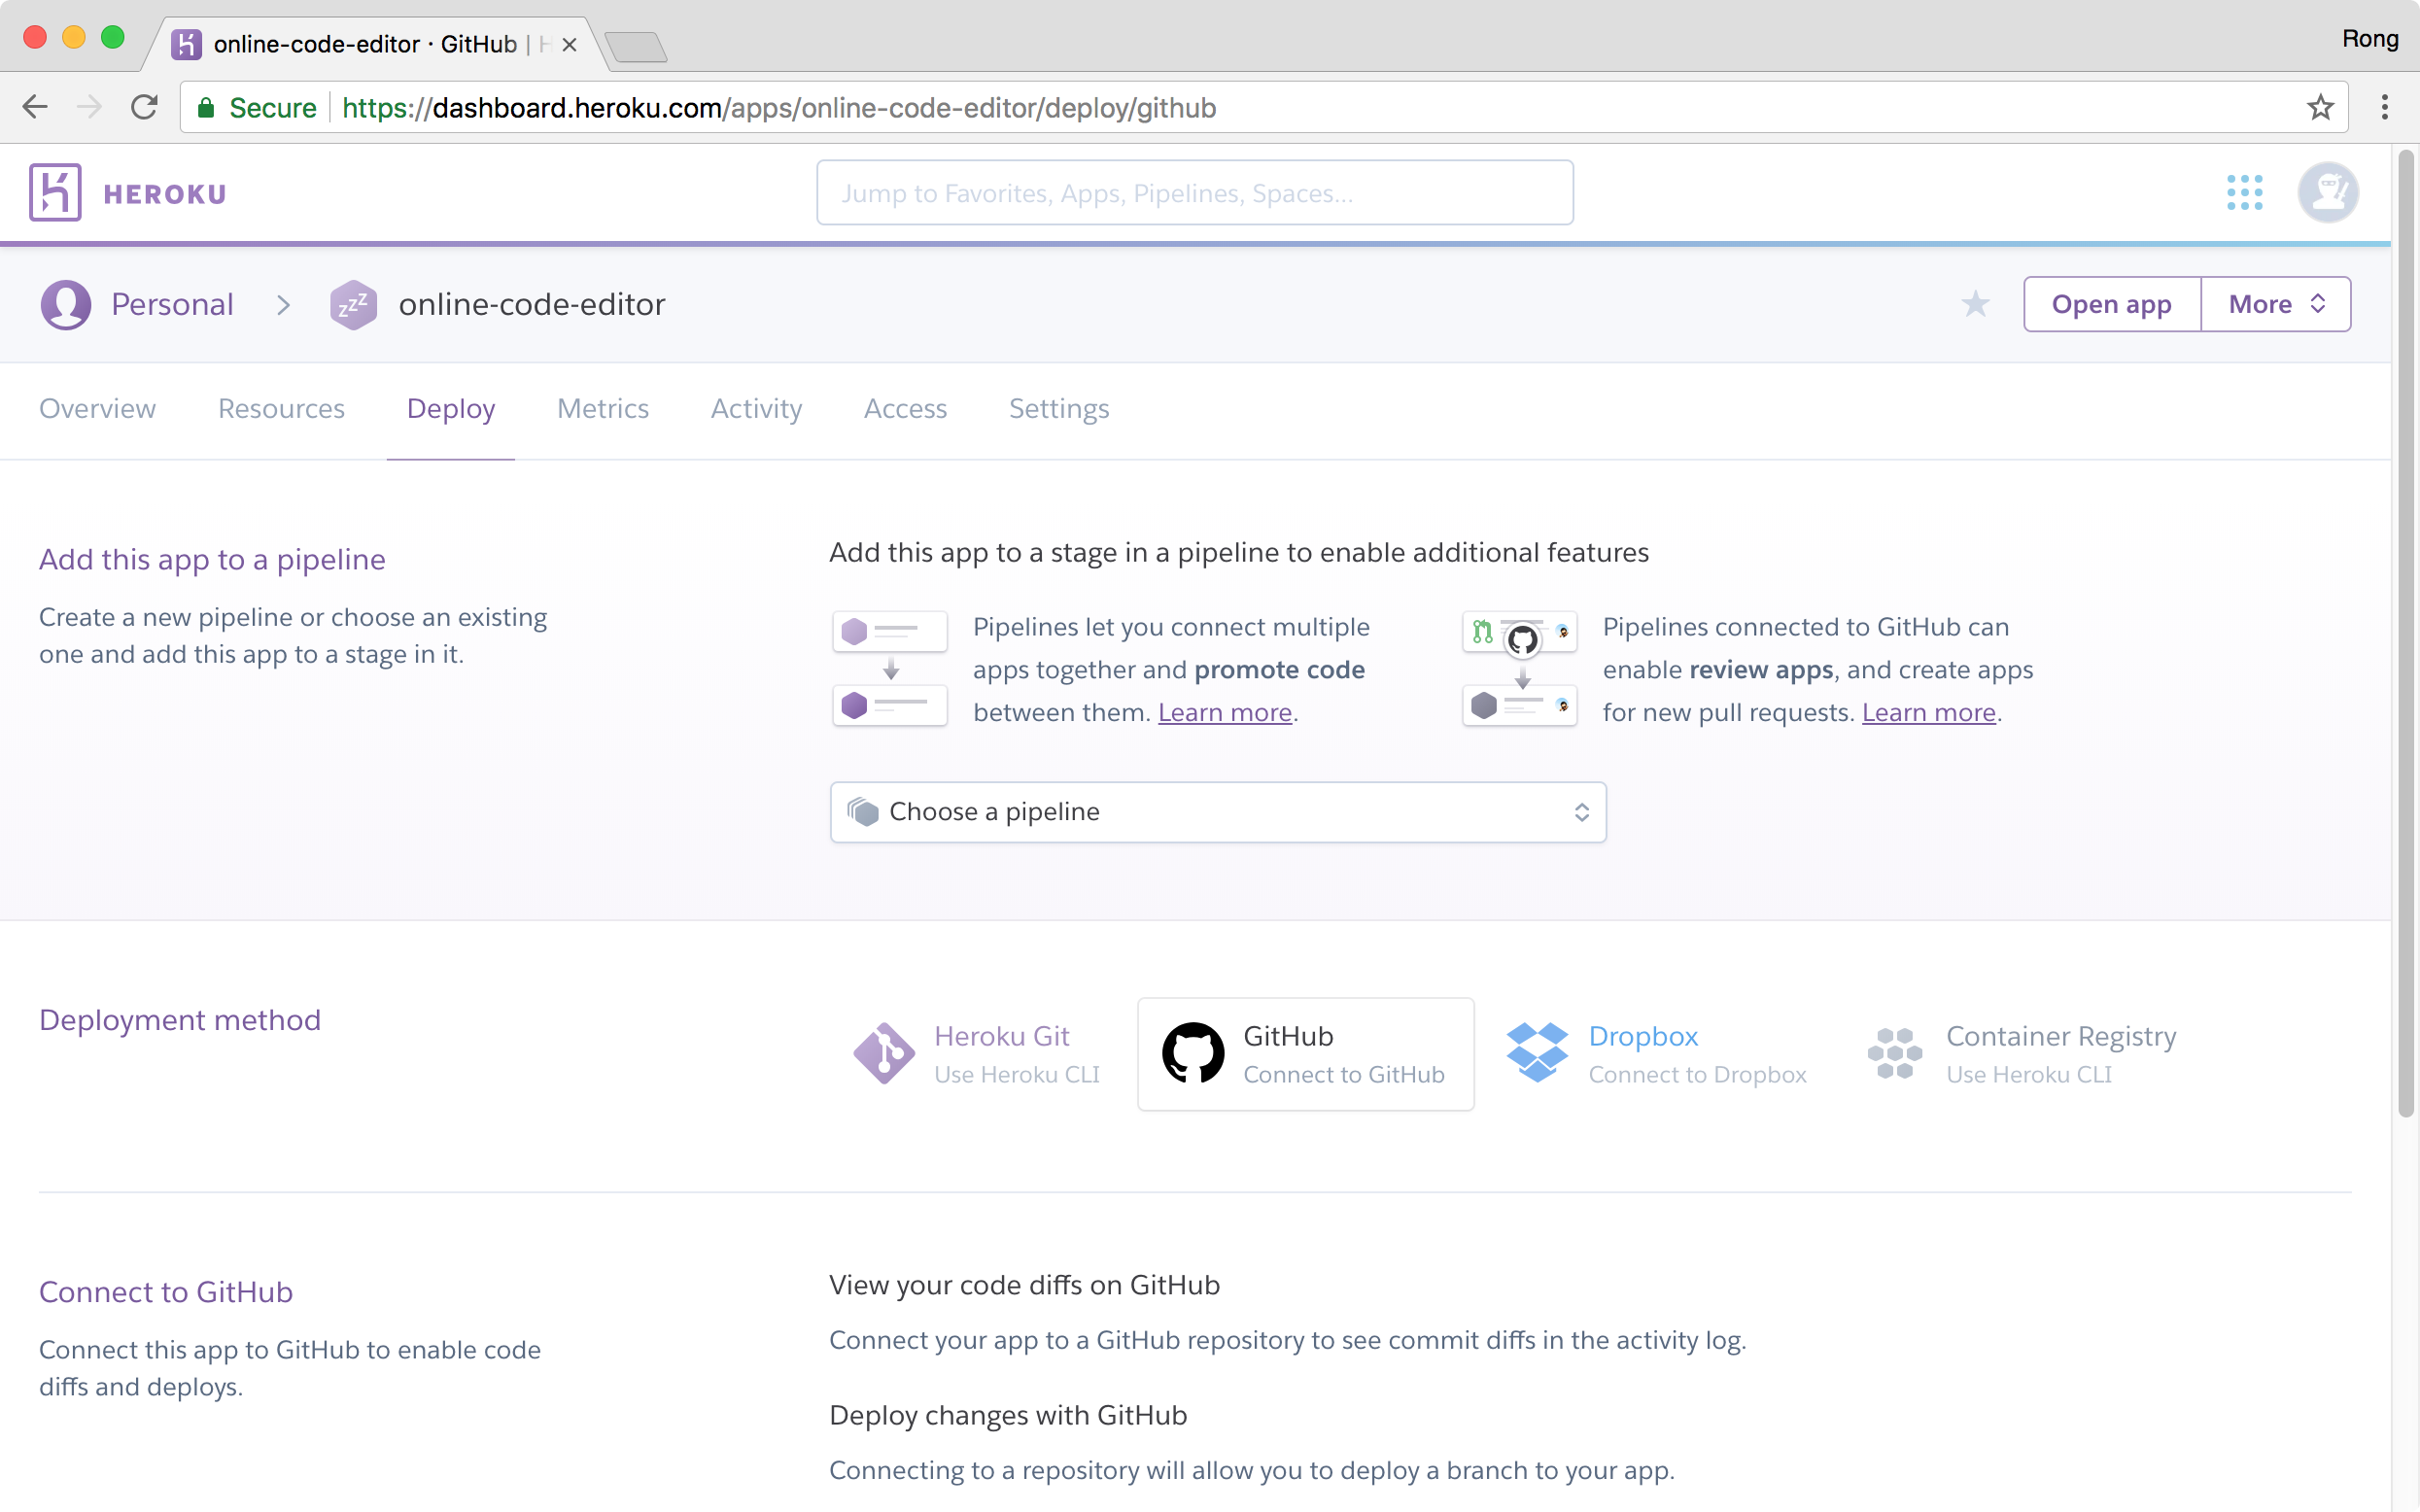 online-code-editor · GitHub | H
Rong
Secure https://dashboard.heroku.com/apps/online-code-editor/deploy/github
HEROKU
Jump to Favorites, Apps, Pipelines, Spaces...
Personal
zzz
online-code-editor
Open app
More
Overview
Resources
Deploy
Metrics
Activity
Access
Settings
Add this app to a pipeline
Create a new pipeline or choose an existing
one and add this app to a stage in it.
Add this app to a stage in a pipeline to enable additional features
Pipelines let you connect multiple
apps together and promote code
between them. Learn more.
Pipelines connected to GitHub can
enable review apps, and create apps
for new pull requests. Learn more.
Choose a pipeline
Deployment method
Heroku Git
Use Heroku CLI
GitHub
Connect to GitHub
Dropbox
Connect to Dropbox
Container Registry
Use Heroku CLI
Connect to GitHub
Connect this app to GitHub to enable code
diffs and deploys.
View your code diffs on GitHub
Connect your app to a GitHub repository to see commit diffs in the activity log.
Deploy changes with GitHub
Connecting to a repository will allow you to deploy a branch to your app.